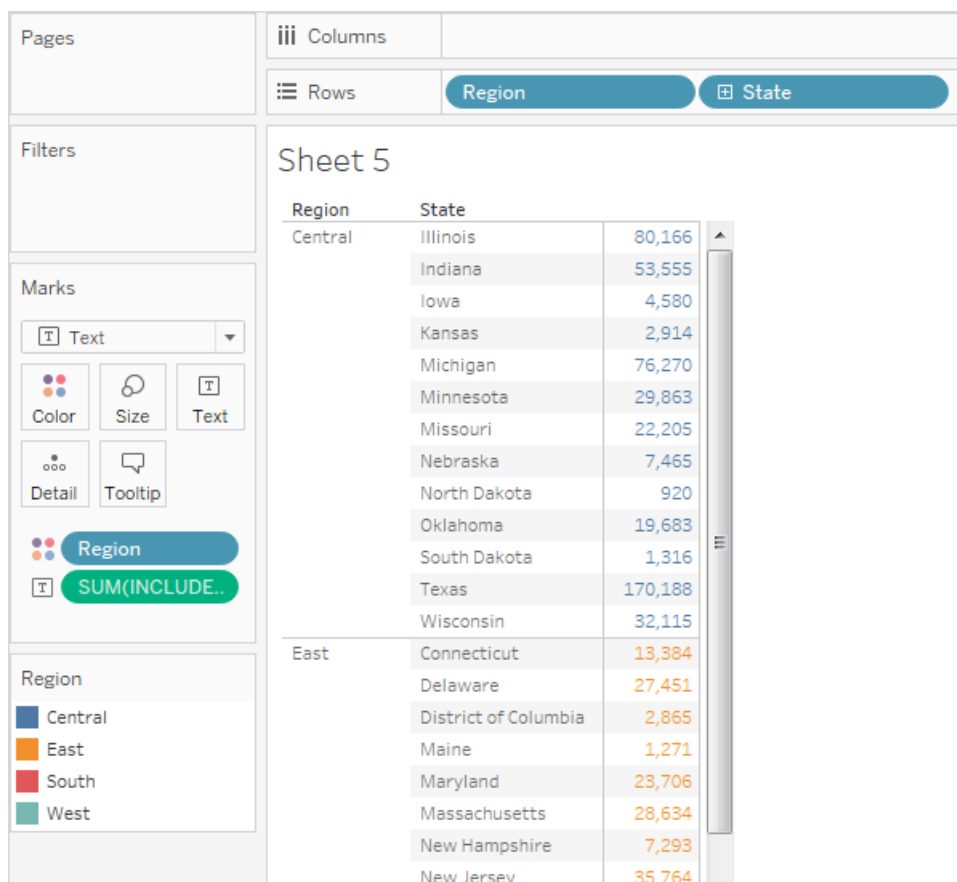 Pages
Columns
Rows Region State
Filters
Sheet 5
Region State
Central Illinois 80,166
Indiana 53,555
Iowa 4,580
Kansas 2,914
Michigan 76,270
Minnesota 29,863
Missouri 22,205
Nebraska 7,465
North Dakota 920
Oklahoma 19,683
South Dakota 1,316
Texas 170,188
Wisconsin 32,115
East Connecticut 13,384
Delaware 27,451
District of Columbia 2,865
Maine 1,271
Maryland 23,706
Massachusetts 28,634
New Hampshire 7,293
New Jersey 35,764
Marks
T Text
Color Size T Text
Detail Tooltip
Region
T SUM(INCLUDE..
Region
Central
East
South
West